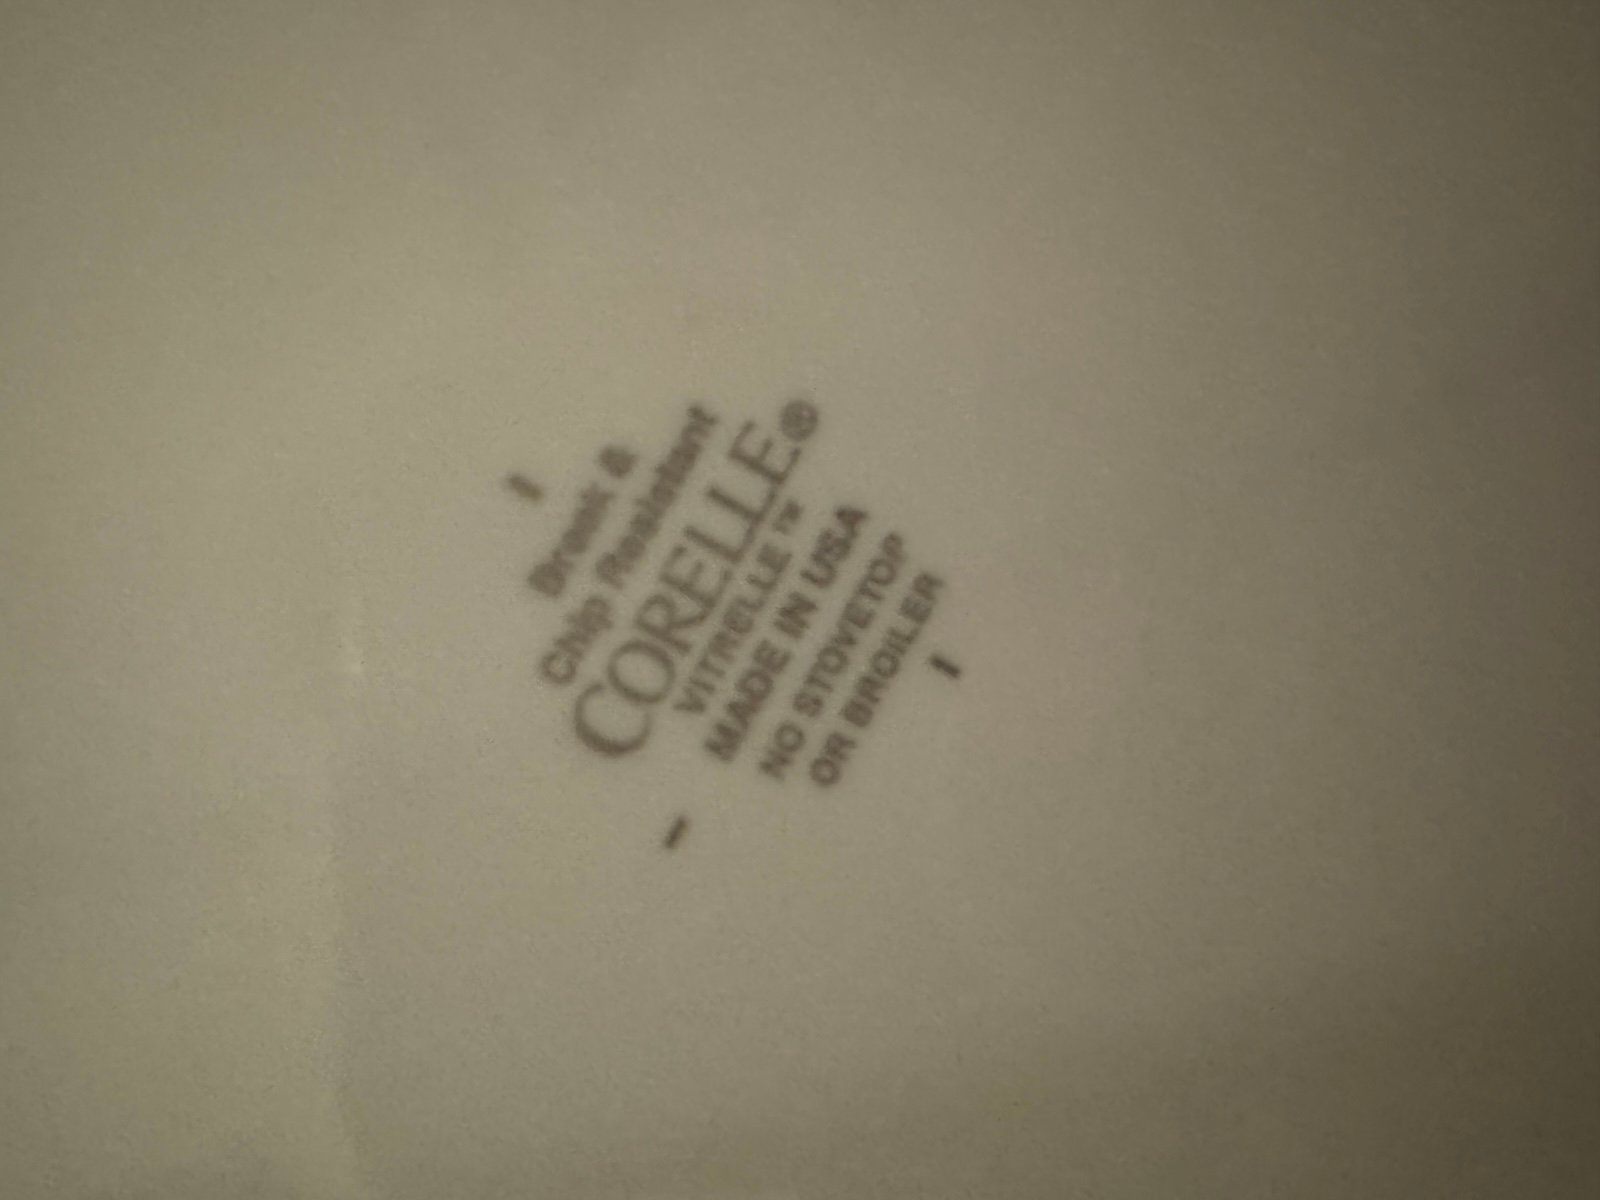 Break &
Chip Resistant
CORELLE®
VITRELLE™
MADE IN USA
NO STOVETOP
OR BROILER